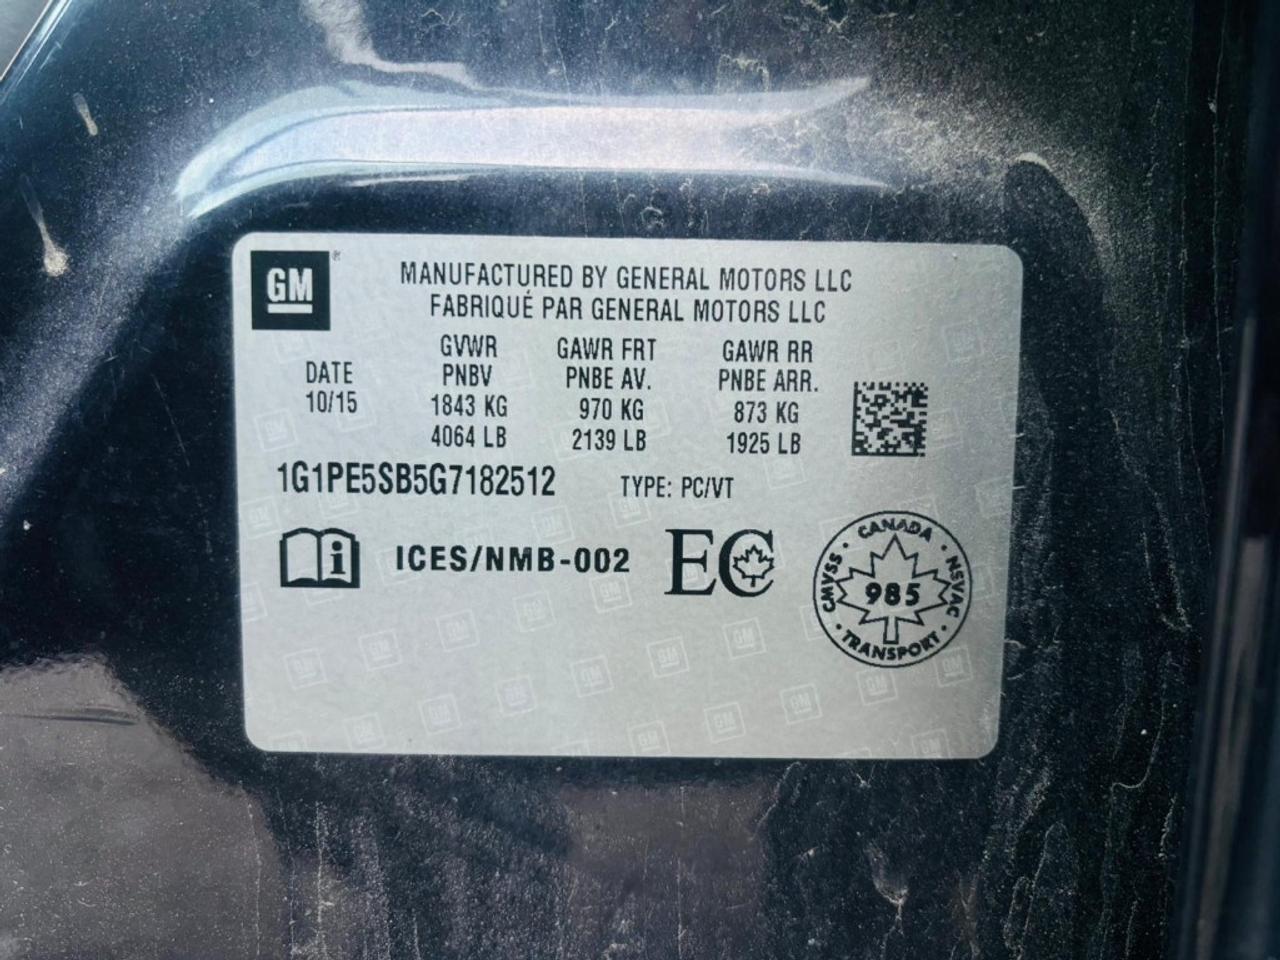 GM
MANUFACTURED BY GENERAL MOTORS LLC
FABRIQUÉ PAR GENERAL MOTORS LLC
GVWR GAWR FRT GAWR RR
DATE PNBV PNBE AV. PNBE ARR.
10/15 1843 KG 970 KG 873 KG
4064 LB 2139 LB 1925 LB
1G1PE5SB5G7182512 TYPE: PC/VT
i ICES/NMB-002 EC
CANADA · NSVAC · TRANSPORT · CMVSS ·
985